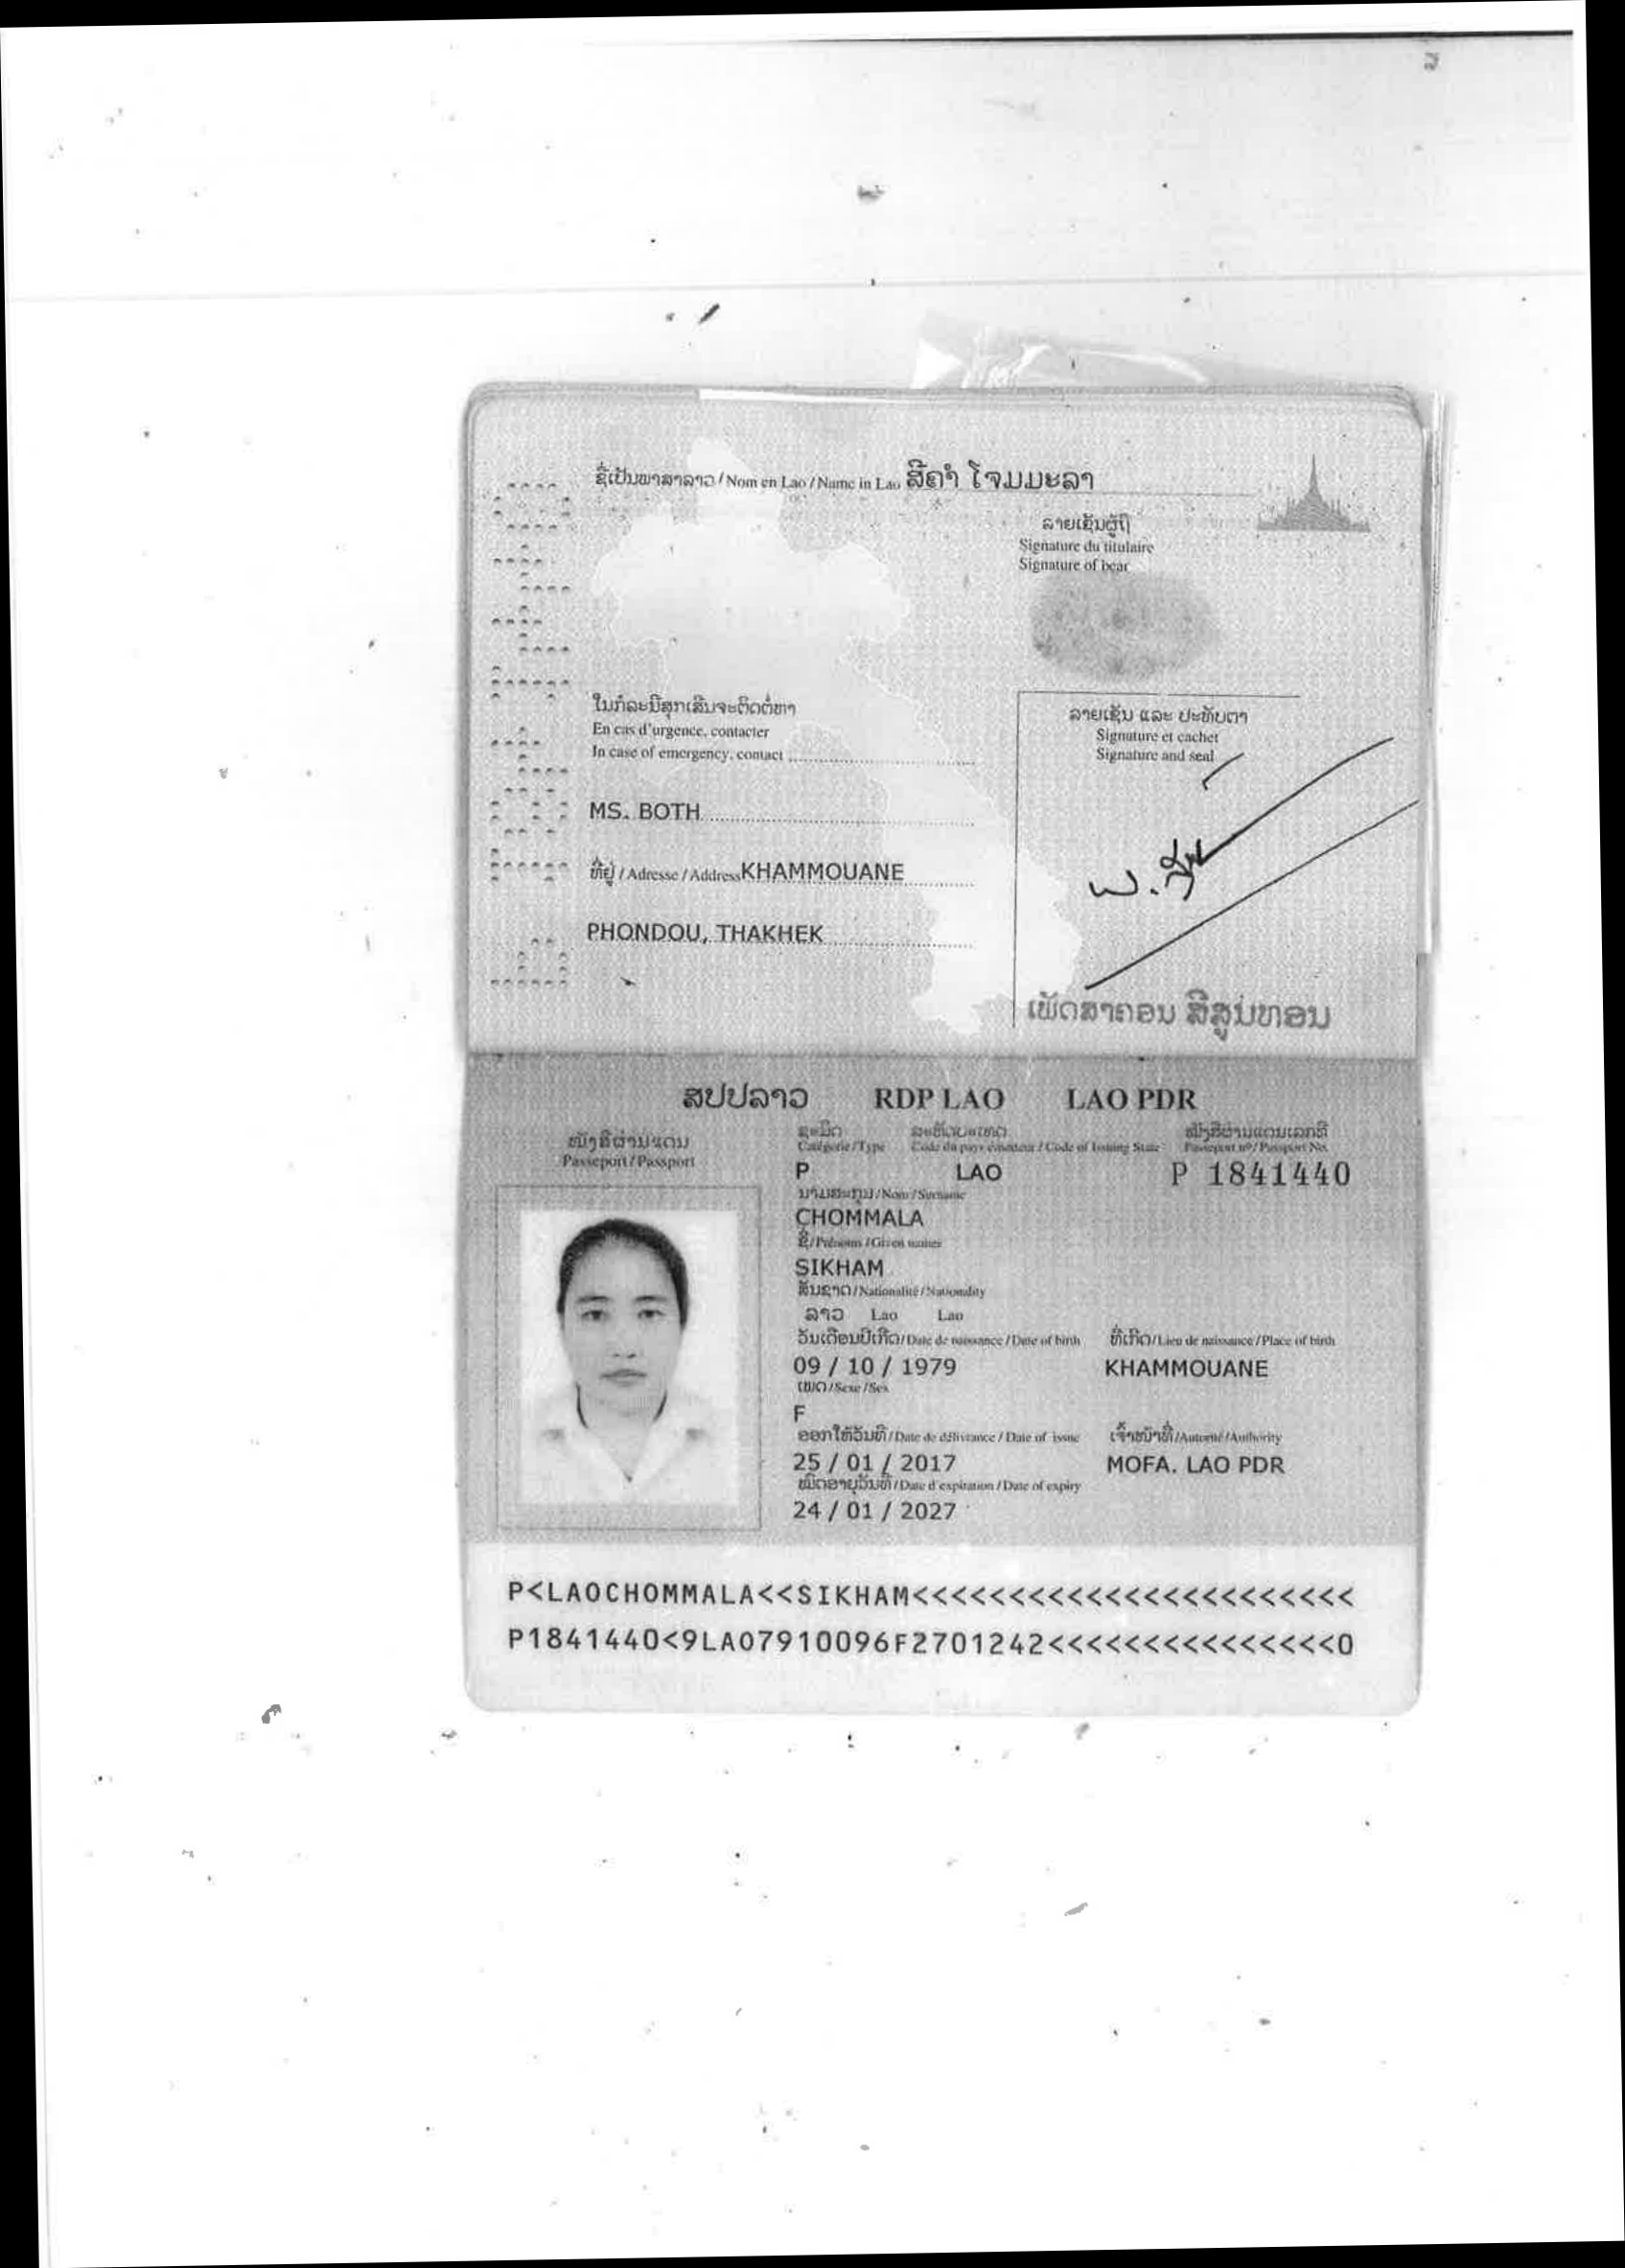 ຊື່ເປັນພາສາລາວ / Nom en Lao / Name in Lao ສີຄຳ ໂຈມມະລາ
ລາຍເຊັນຜູ້ຖື
Signature du titulaire
Signature of bear
ໃນກໍລະນີສຸກເສີນຈະຕິດຕໍ່ຫາ
En cas d'urgence, contacter
In case of emergency, contact
MS. BOTH
ທີ່ຢູ່ / Adresse / Address KHAMMOUANE
PHONDOU, THAKHEK
ລາຍເຊັນ ແລະ ປະທັບຕາ
Signature et cachet
Signature and seal
ເພັດສາຄອນ ສີສູນທອນ
ສປປລາວ RDP LAO LAO PDR
ໜັງສືຜ່ານແດນ
Passeport / Passport
ຊະນິດ ລະຫັດປະເທດ ໜັງສືຜ່ານແດນເລກທີ
Catégorie / Type Code du pays émetteur / Code of Issuing State Passeport nº / Passport No.
P LAO P 1841440
ນາມສະກຸນ / Nom / Surname
CHOMMALA
ຊື່ / Prénoms / Given names
SIKHAM
ສັນຊາດ / Nationalité / Nationality
ລາວ Lao Lao
ວັນເດືອນປີເກີດ / Date de naissance / Date of birth ທີ່ເກີດ / Lieu de naissance / Place of birth
09 / 10 / 1979 KHAMMOUANE
ເພດ / Sexe / Sex
F
ອອກໃຫ້ວັນທີ / Date de délivrance / Date of issue ເຈົ້າໜ້າທີ່ / Autorité / Authority
25 / 01 / 2017 MOFA. LAO PDR
ໝົດອາຍຸວັນທີ / Date d'expiration / Date of expiry
24 / 01 / 2027
P<LAOCHOMMALA<<SIKHAM<<<<<<<<<<<<<<<<<<<<<<<
P1841440<9LAO7910096F2701242<<<<<<<<<<<<<<<0